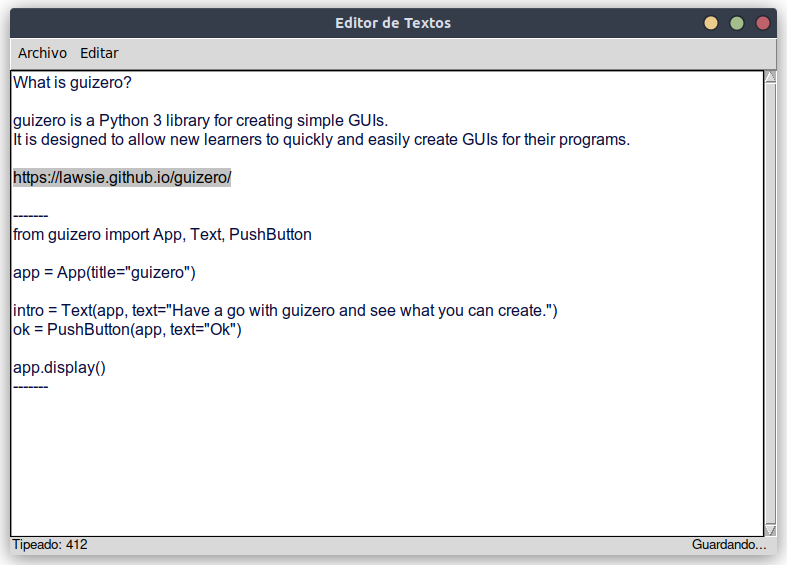 Editor de Textos
Archivo Editar
What is guizero?
guizero is a Python 3 library for creating simple GUIs.
It is designed to allow new learners to quickly and easily create GUIs for their programs.
https://lawsie.github.io/guizero/
-------
from guizero import App, Text, PushButton
app = App(title="guizero")
intro = Text(app, text="Have a go with guizero and see what you can create.")
ok = PushButton(app, text="Ok")
app.display()
-------
Tipeado: 412 Guardando...